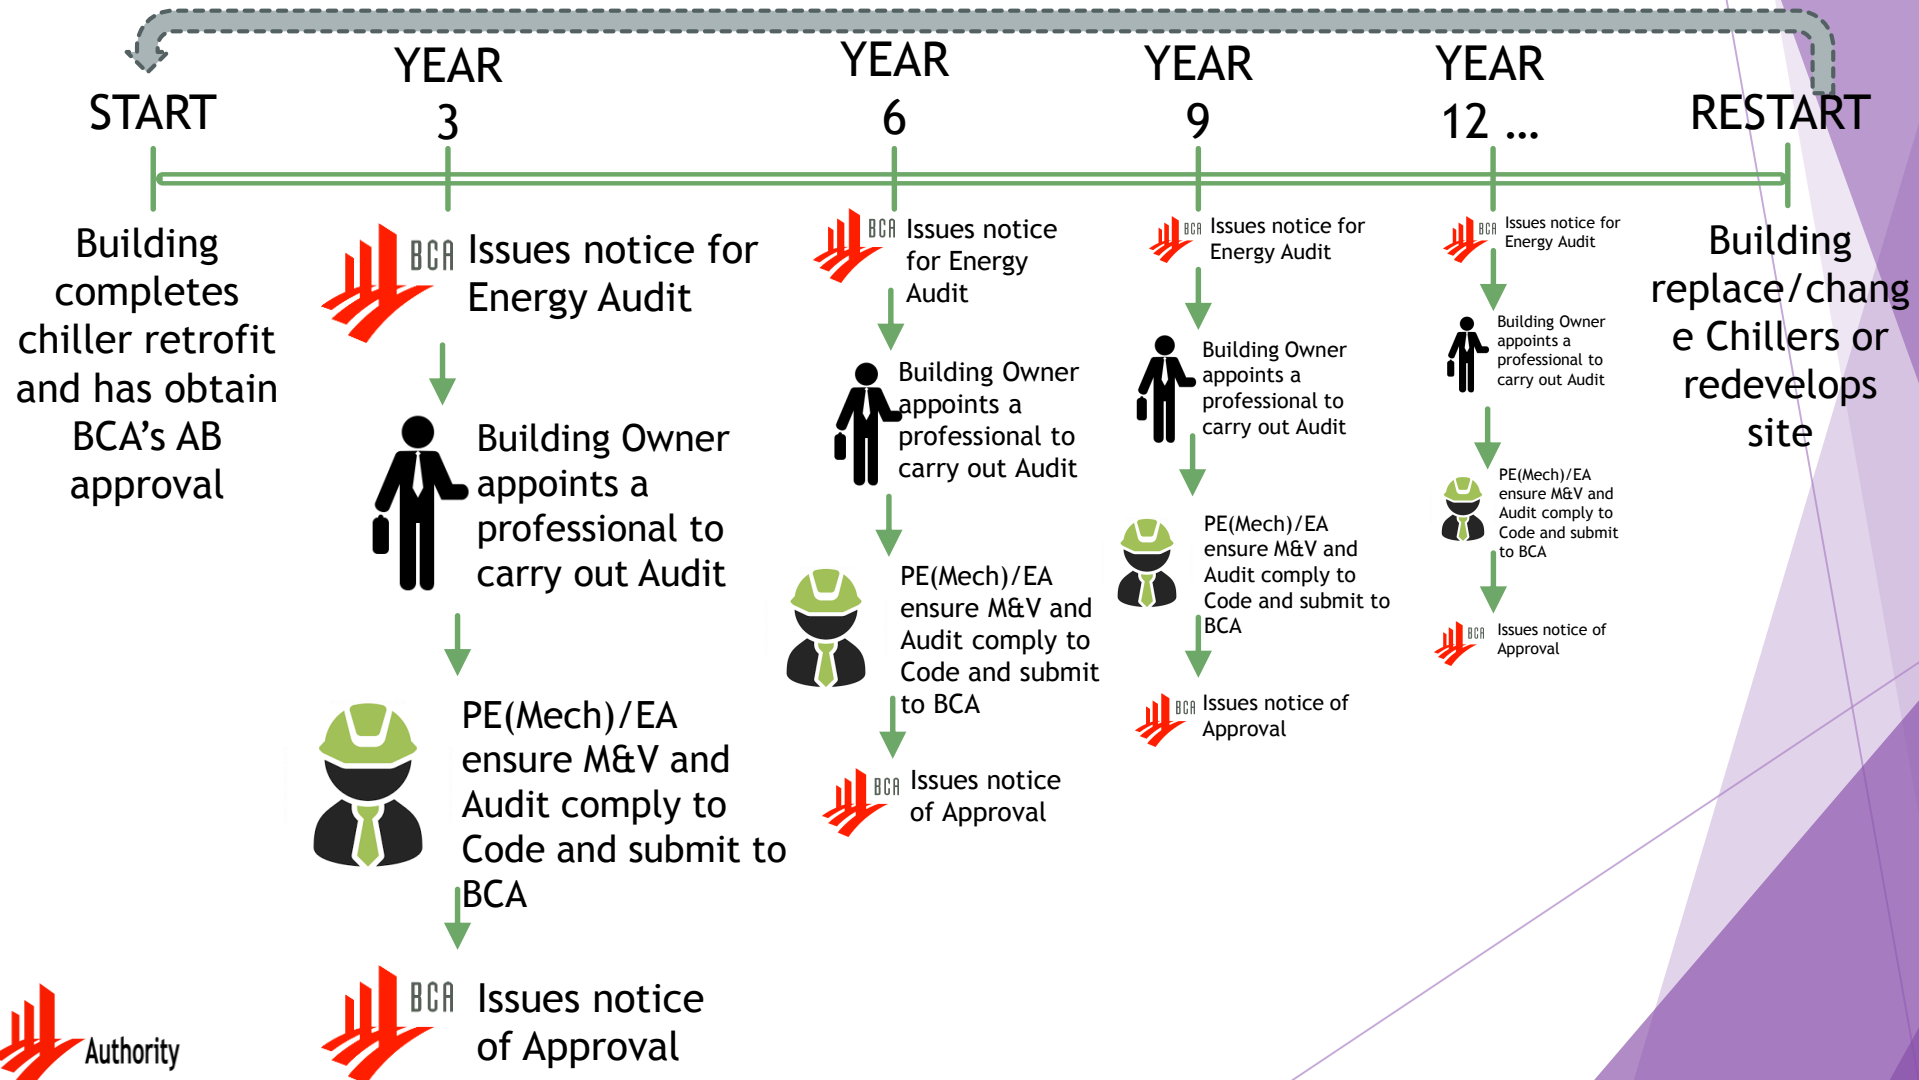 START
YEAR
3
YEAR
6
YEAR
9
YEAR
12 ...
RESTART
Building
completes
chiller retrofit
and has obtain
BCA’s AB
approval
BCA
Issues notice for
Energy Audit
Building Owner
appoints a
professional to
carry out Audit
PE(Mech)/EA
ensure M&V and
Audit comply to
Code and submit to
BCA
BCA
Issues notice
of Approval
BCA
Issues notice
for Energy
Audit
Building Owner
appoints a
professional to
carry out Audit
PE(Mech)/EA
ensure M&V and
Audit comply to
Code and submit
to BCA
BCA
Issues notice
of Approval
BCA
Issues notice for
Energy Audit
Building Owner
appoints a
professional to
carry out Audit
PE(Mech)/EA
ensure M&V and
Audit comply to
Code and submit to
BCA
BCA
Issues notice of
Approval
BCA
Issues notice for
Energy Audit
Building Owner
appoints a
professional to
carry out Audit
PE(Mech)/EA
ensure M&V and
Audit comply to
Code and submit
to BCA
BCA
Issues notice of
Approval
Building
replace/chang
e Chillers or
redevelops
site
Authority